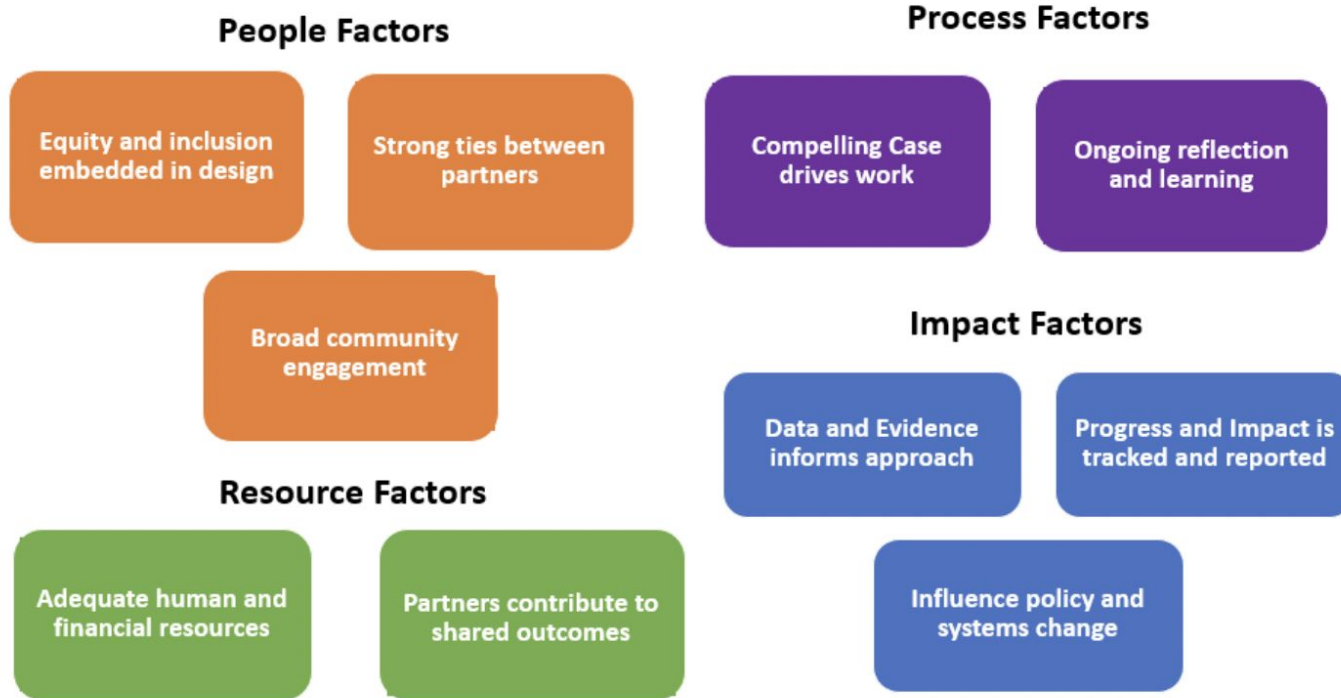 People Factors
Equity and inclusion
embedded in design
Strong ties between
partners
Broad community
engagement
Process Factors
Compelling Case
drives work
Ongoing reflection
and learning
Resource Factors
Adequate human and
financial resources
Partners contribute to
shared outcomes
Impact Factors
Data and Evidence
informs approach
Progress and Impact is
tracked and reported
Influence policy and
systems change